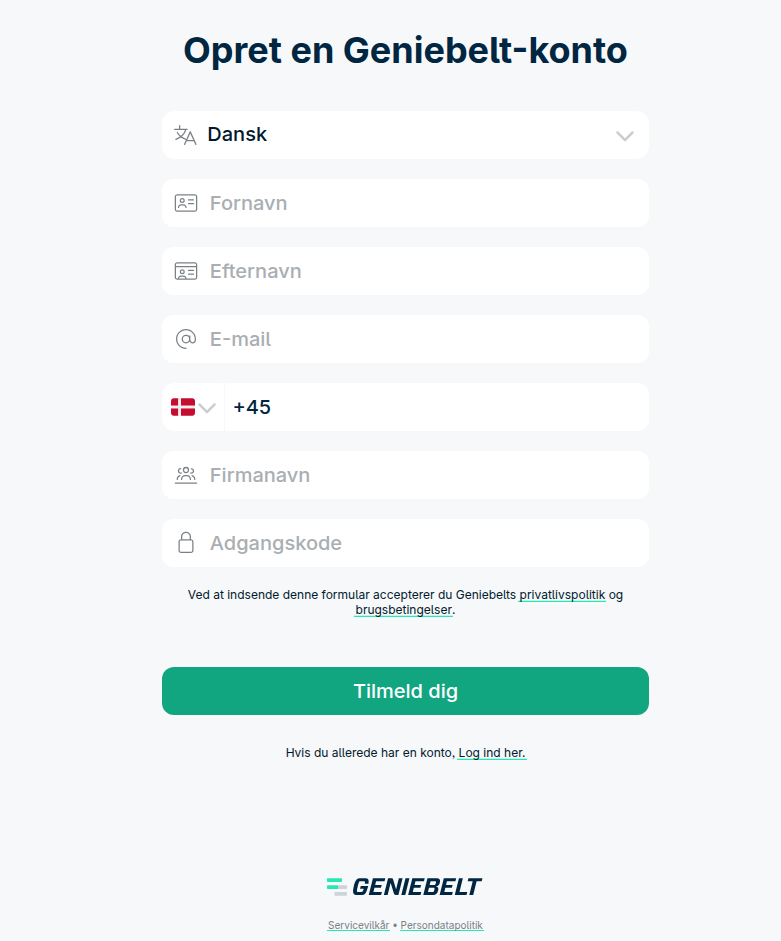 Opret en Geniebelt-konto
Dansk
Fornavn
Efternavn
E-mail
+45
Firmanavn
Adgangskode
Ved at indsende denne formular accepterer du Geniebelts privatlivspolitik og
brugsbetingelser.
Tilmeld dig
Hvis du allerede har en konto, Log ind her.
GENIEBELT
Servicevilkår • Persondatapolitik